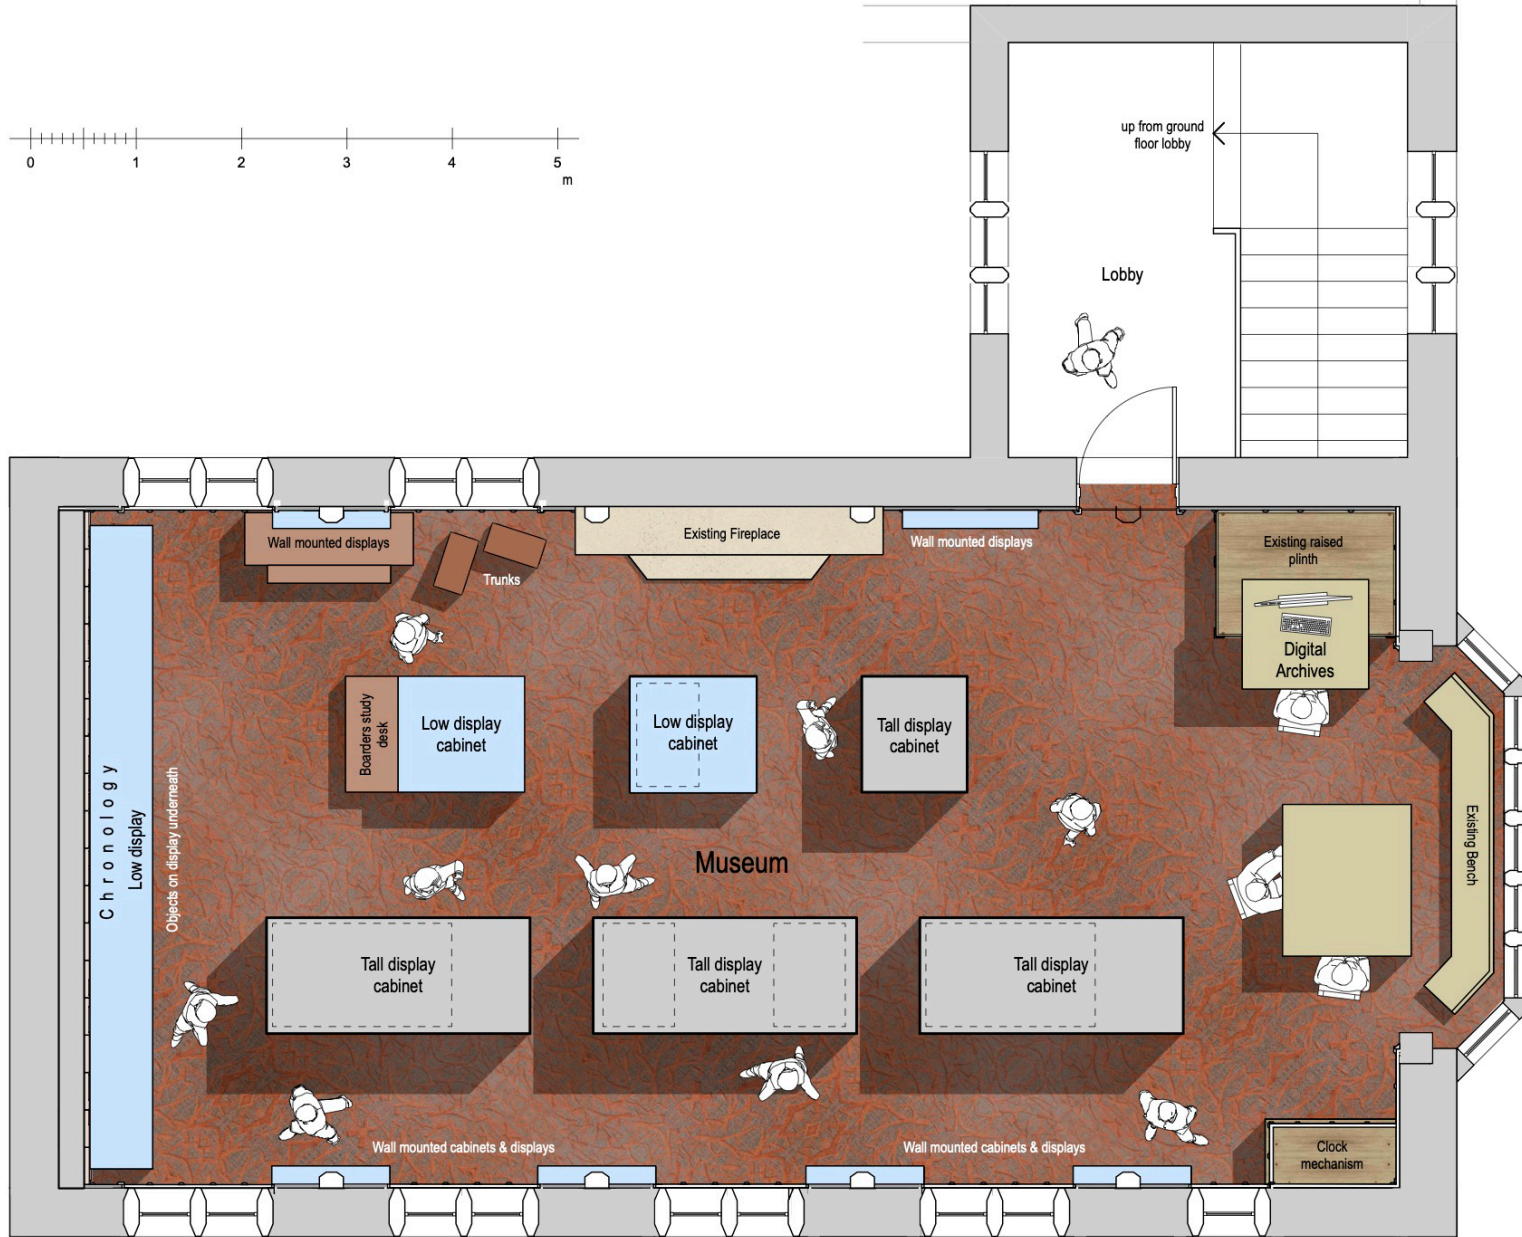 up from ground
floor lobby
0 1 2 3 4 5
m
Lobby
Wall mounted displays
Trunks
Existing Fireplace
Wall mounted displays
Existing raised
plinth
Digital
Archives
Boarders study
desk
Low display
cabinet
Low display
cabinet
Tall display
cabinet
Chronology
Low display
Objects on display underneath
Museum
Existing Bench
Tall display
cabinet
Tall display
cabinet
Tall display
cabinet
Wall mounted cabinets & displays
Wall mounted cabinets & displays
Clock
mechanism